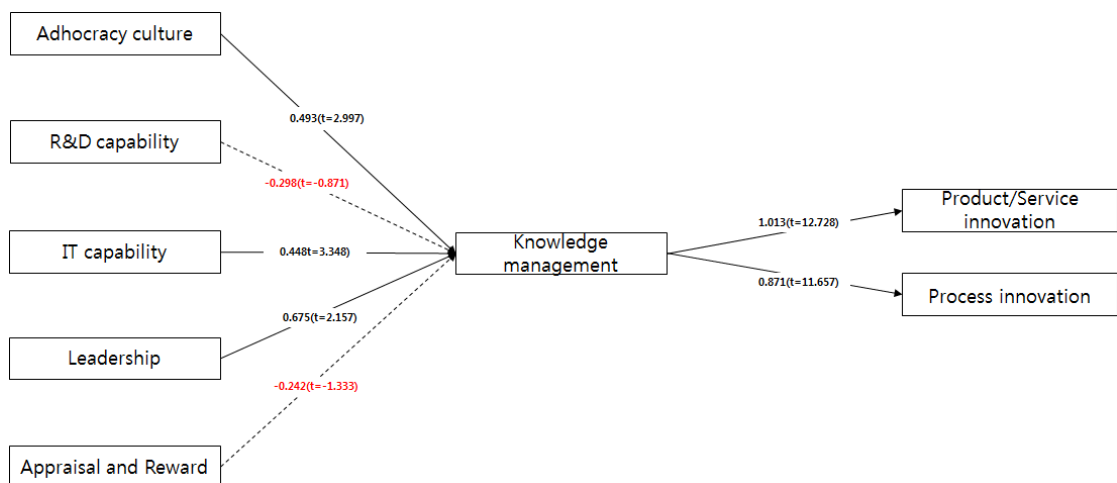 Adhocracy culture
0.493(t=2.997)
R&D capability
-0.298(t=-0.871)
Product/Service
innovation
1.013(t=12.728)
IT capability
0.448t=3.348)
Knowledge
management
0.871(t=11.657)
Process innovation
0.675(t=2.157)
Leadership
-0.242(t=-1.333)
Appraisal and Reward